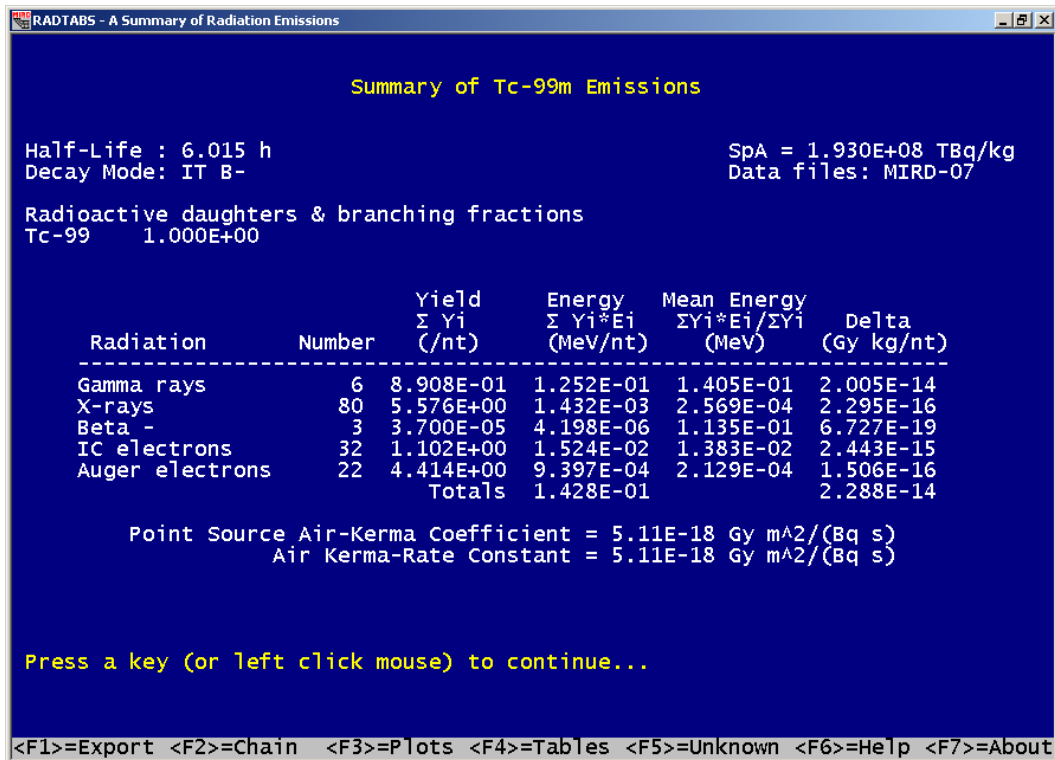 MIRD RADTABS - A Summary of Radiation Emissions
Summary of Tc-99m Emissions
Half-Life : 6.015 h SpA = 1.930E+08 TBq/kg
Decay Mode: IT B- Data files: MIRD-07
Radioactive daughters & branching fractions
Tc-99 1.000E+00
Yield Energy Mean Energy
Σ Yi Σ Yi*Ei ΣYi*Ei/ΣYi Delta
Radiation Number (/nt) (MeV/nt) (MeV) (Gy kg/nt)
Gamma rays 6 8.908E-01 1.252E-01 1.405E-01 2.005E-14
X-rays 80 5.576E+00 1.432E-03 2.569E-04 2.295E-16
Beta - 3 3.700E-05 4.198E-06 1.135E-01 6.727E-19
IC electrons 32 1.102E+00 1.524E-02 1.383E-02 2.443E-15
Auger electrons 22 4.414E+00 9.397E-04 2.129E-04 1.506E-16
Totals 1.428E-01 2.288E-14
Point Source Air-Kerma Coefficient = 5.11E-18 Gy m^2/(Bq s)
Air Kerma-Rate Constant = 5.11E-18 Gy m^2/(Bq s)
Press a key (or left click mouse) to continue...
<F1>=Export <F2>=Chain <F3>=Plots <F4>=Tables <F5>=Unknown <F6>=Help <F7>=About